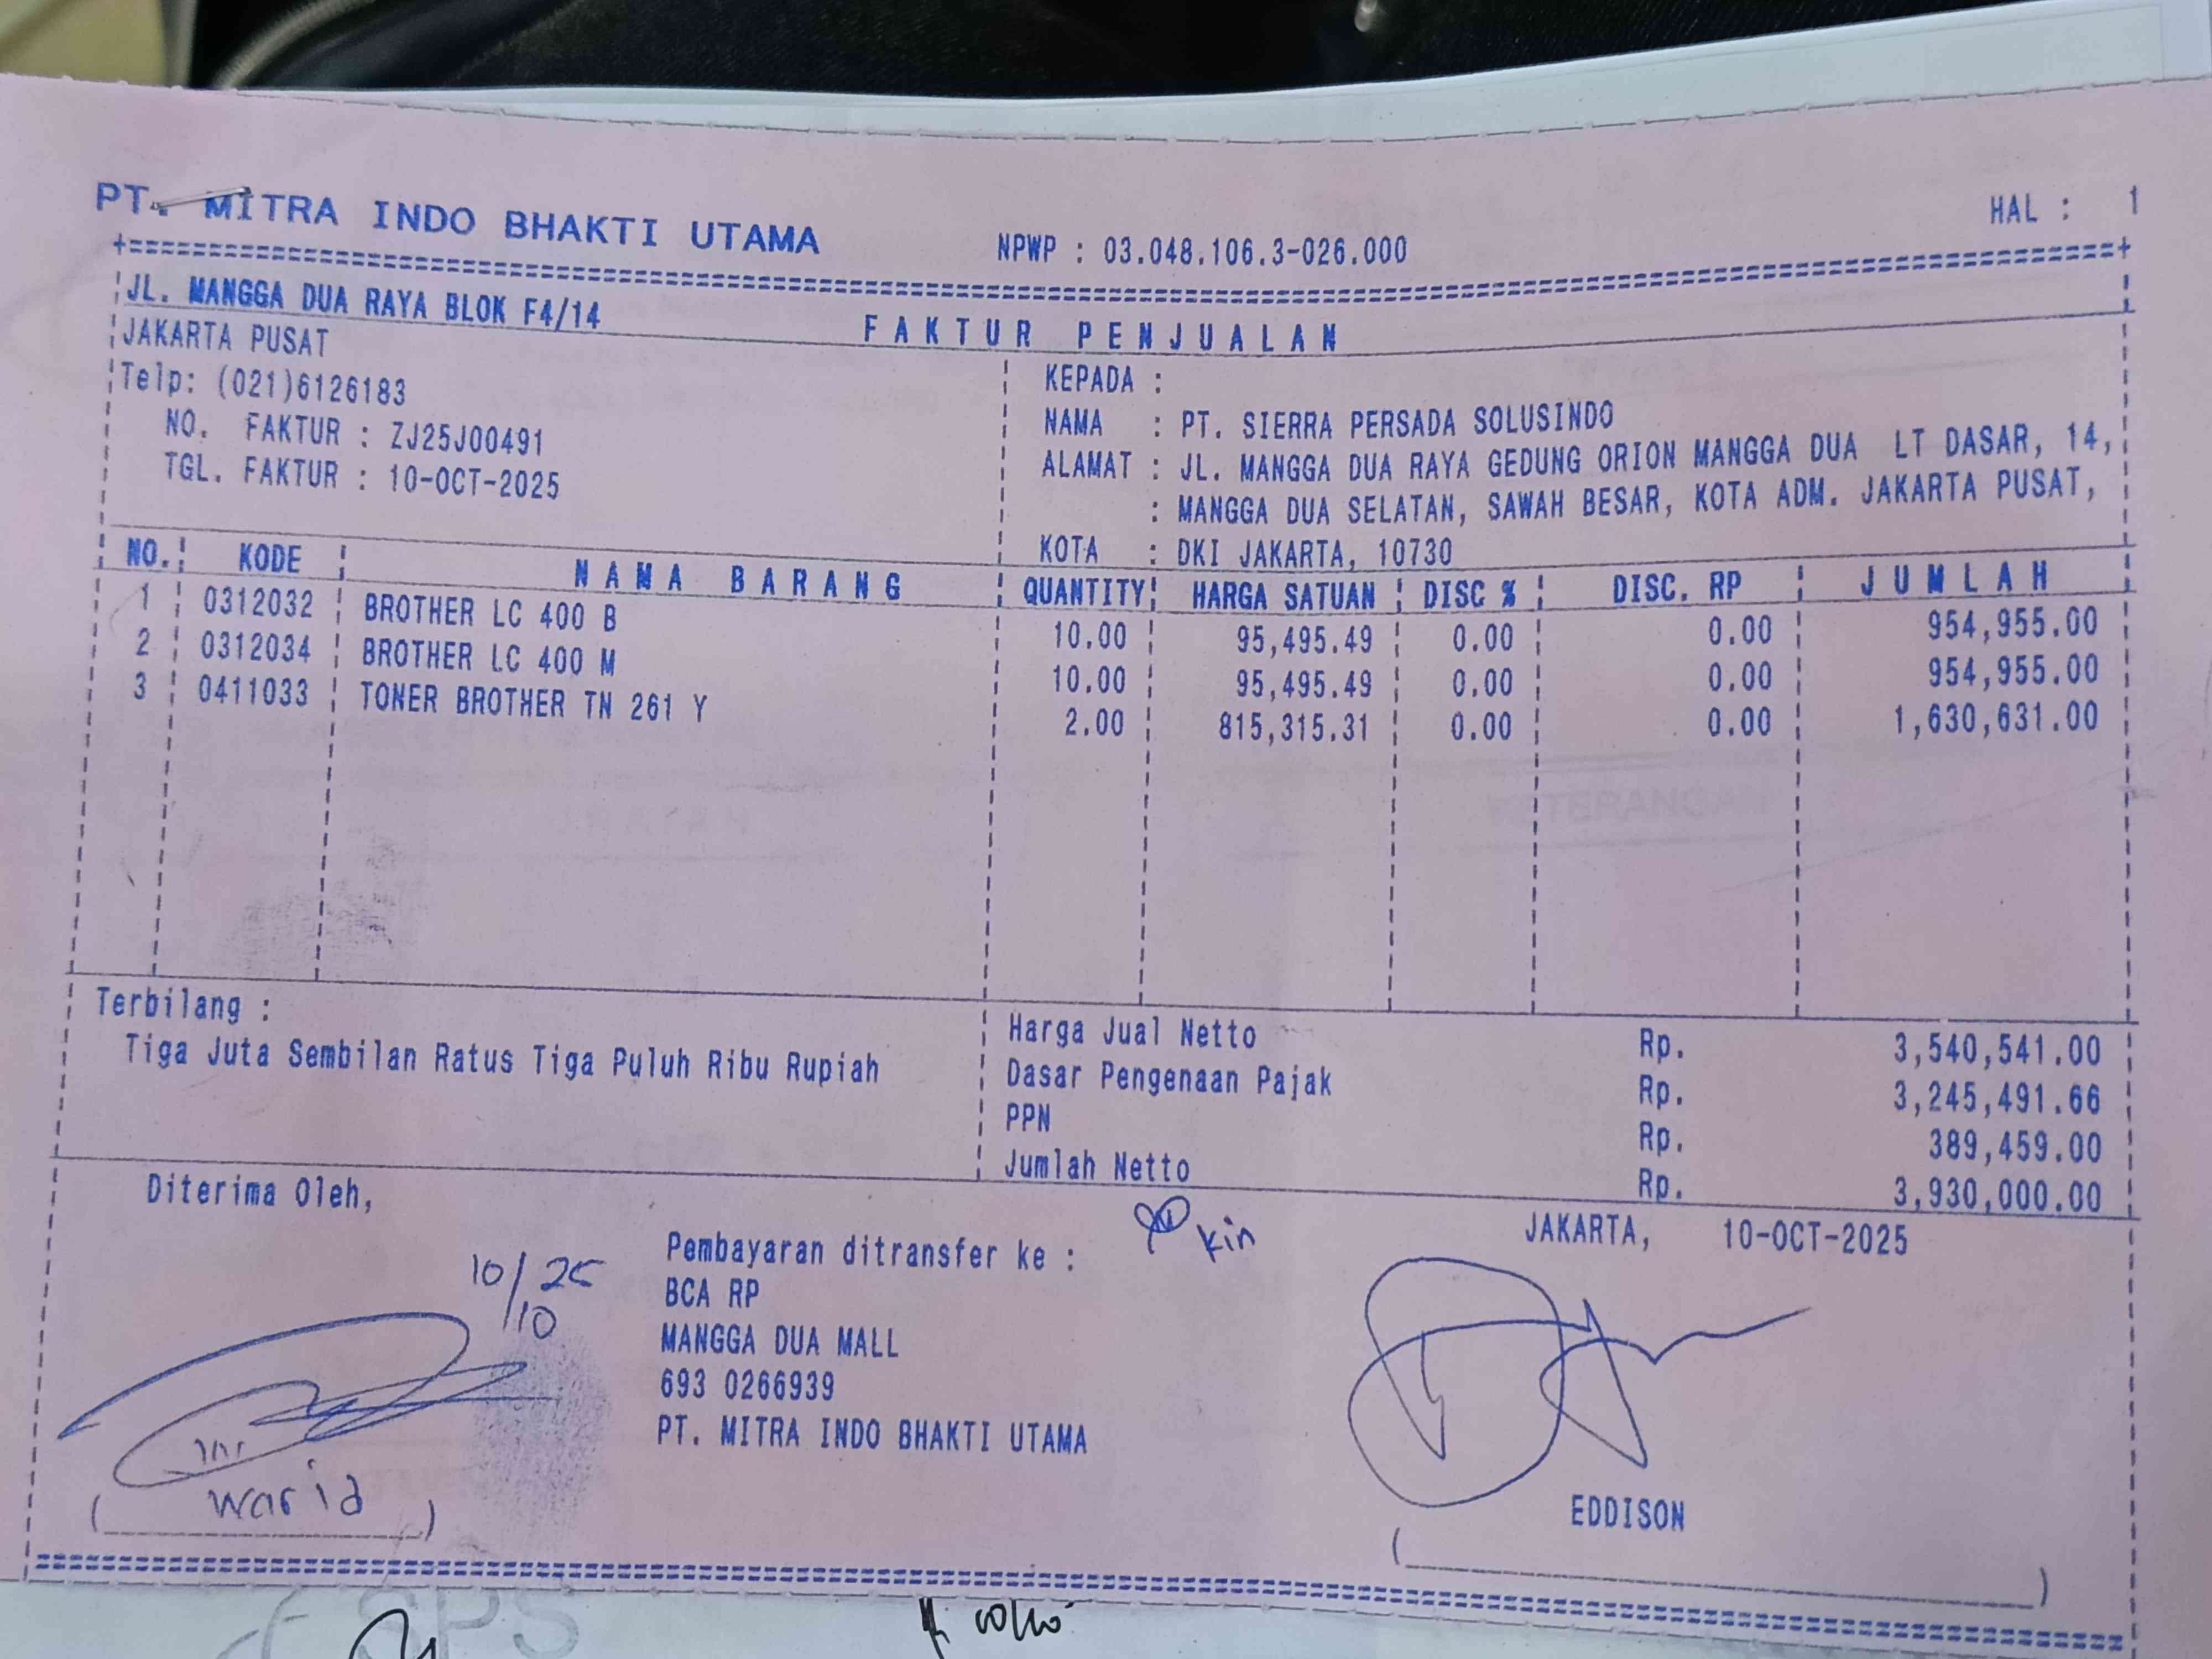 PT. MITRA INDO BHAKTI UTAMA
NPWP : 03.048.106.3-026.000
HAL : 1
JL. MANGGA DUA RAYA BLOK F4/14
FAKTUR PENJUALAN
JAKARTA PUSAT
Telp: (021)6126183
NO. FAKTUR : ZJ25J00491
TGL. FAKTUR : 10-OCT-2025
KEPADA :
NAMA : PT. SIERRA PERSADA SOLUSINDO
ALAMAT : JL. MANGGA DUA RAYA GEDUNG ORION MANGGA DUA LT DASAR, 14,
: MANGGA DUA SELATAN, SAWAH BESAR, KOTA ADM. JAKARTA PUSAT,
KOTA : DKI JAKARTA, 10730
NO. KODE NAMA BARANG QUANTITY HARGA SATUAN DISC % DISC. RP JUMLAH
1 0312032 BROTHER LC 400 B 10.00 95,495.49 0.00 0.00 954,955.00
2 0312034 BROTHER LC 400 M 10.00 95,495.49 0.00 0.00 954,955.00
3 0411033 TONER BROTHER TN 261 Y 2.00 815,315.31 0.00 0.00 1,630,631.00
KETERANGAN
Terbilang :
Tiga Juta Sembilan Ratus Tiga Puluh Ribu Rupiah
Harga Jual Netto Rp. 3,540,541.00
Dasar Pengenaan Pajak Rp. 3,245,491.66
PPN Rp. 389,459.00
Jumlah Netto Rp. 3,930,000.00
Diterima Oleh,
10/10 25
warid
Pembayaran ditransfer ke :
BCA RP
MANGGA DUA MALL
693 0266939
PT. MITRA INDO BHAKTI UTAMA
kin
JAKARTA, 10-OCT-2025
EDDISON
SPS